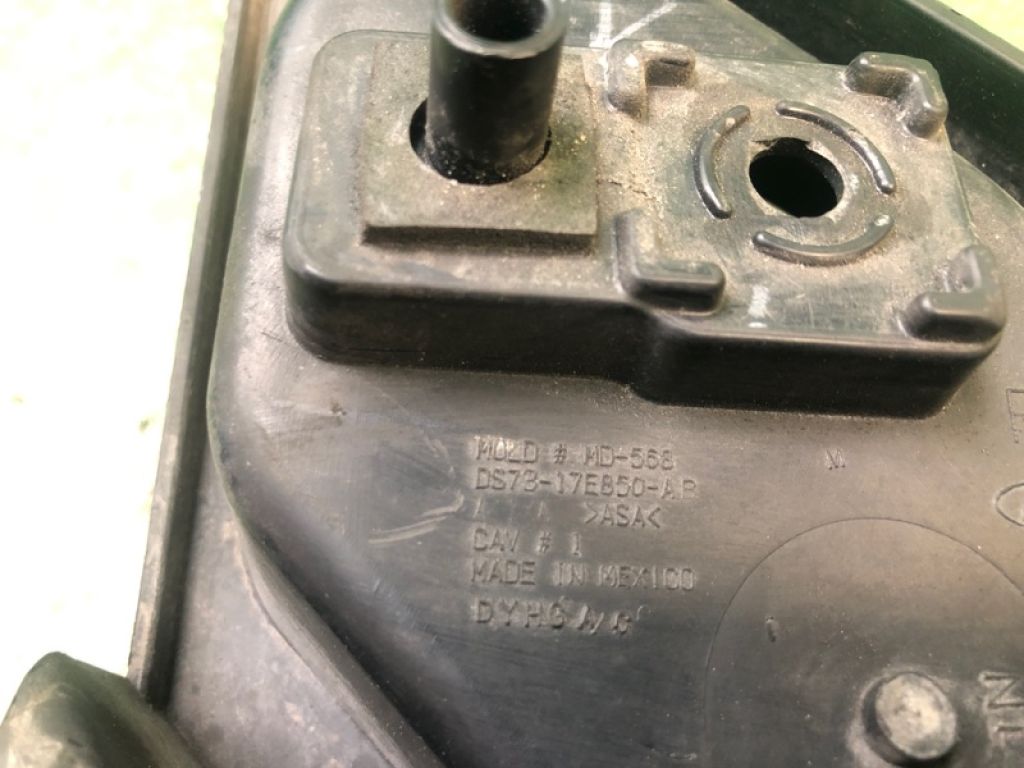 MOLD # MD-568
DS73-17E850-AB
A A >ASA<
CAV # 1
MADE IN MEXICO
M